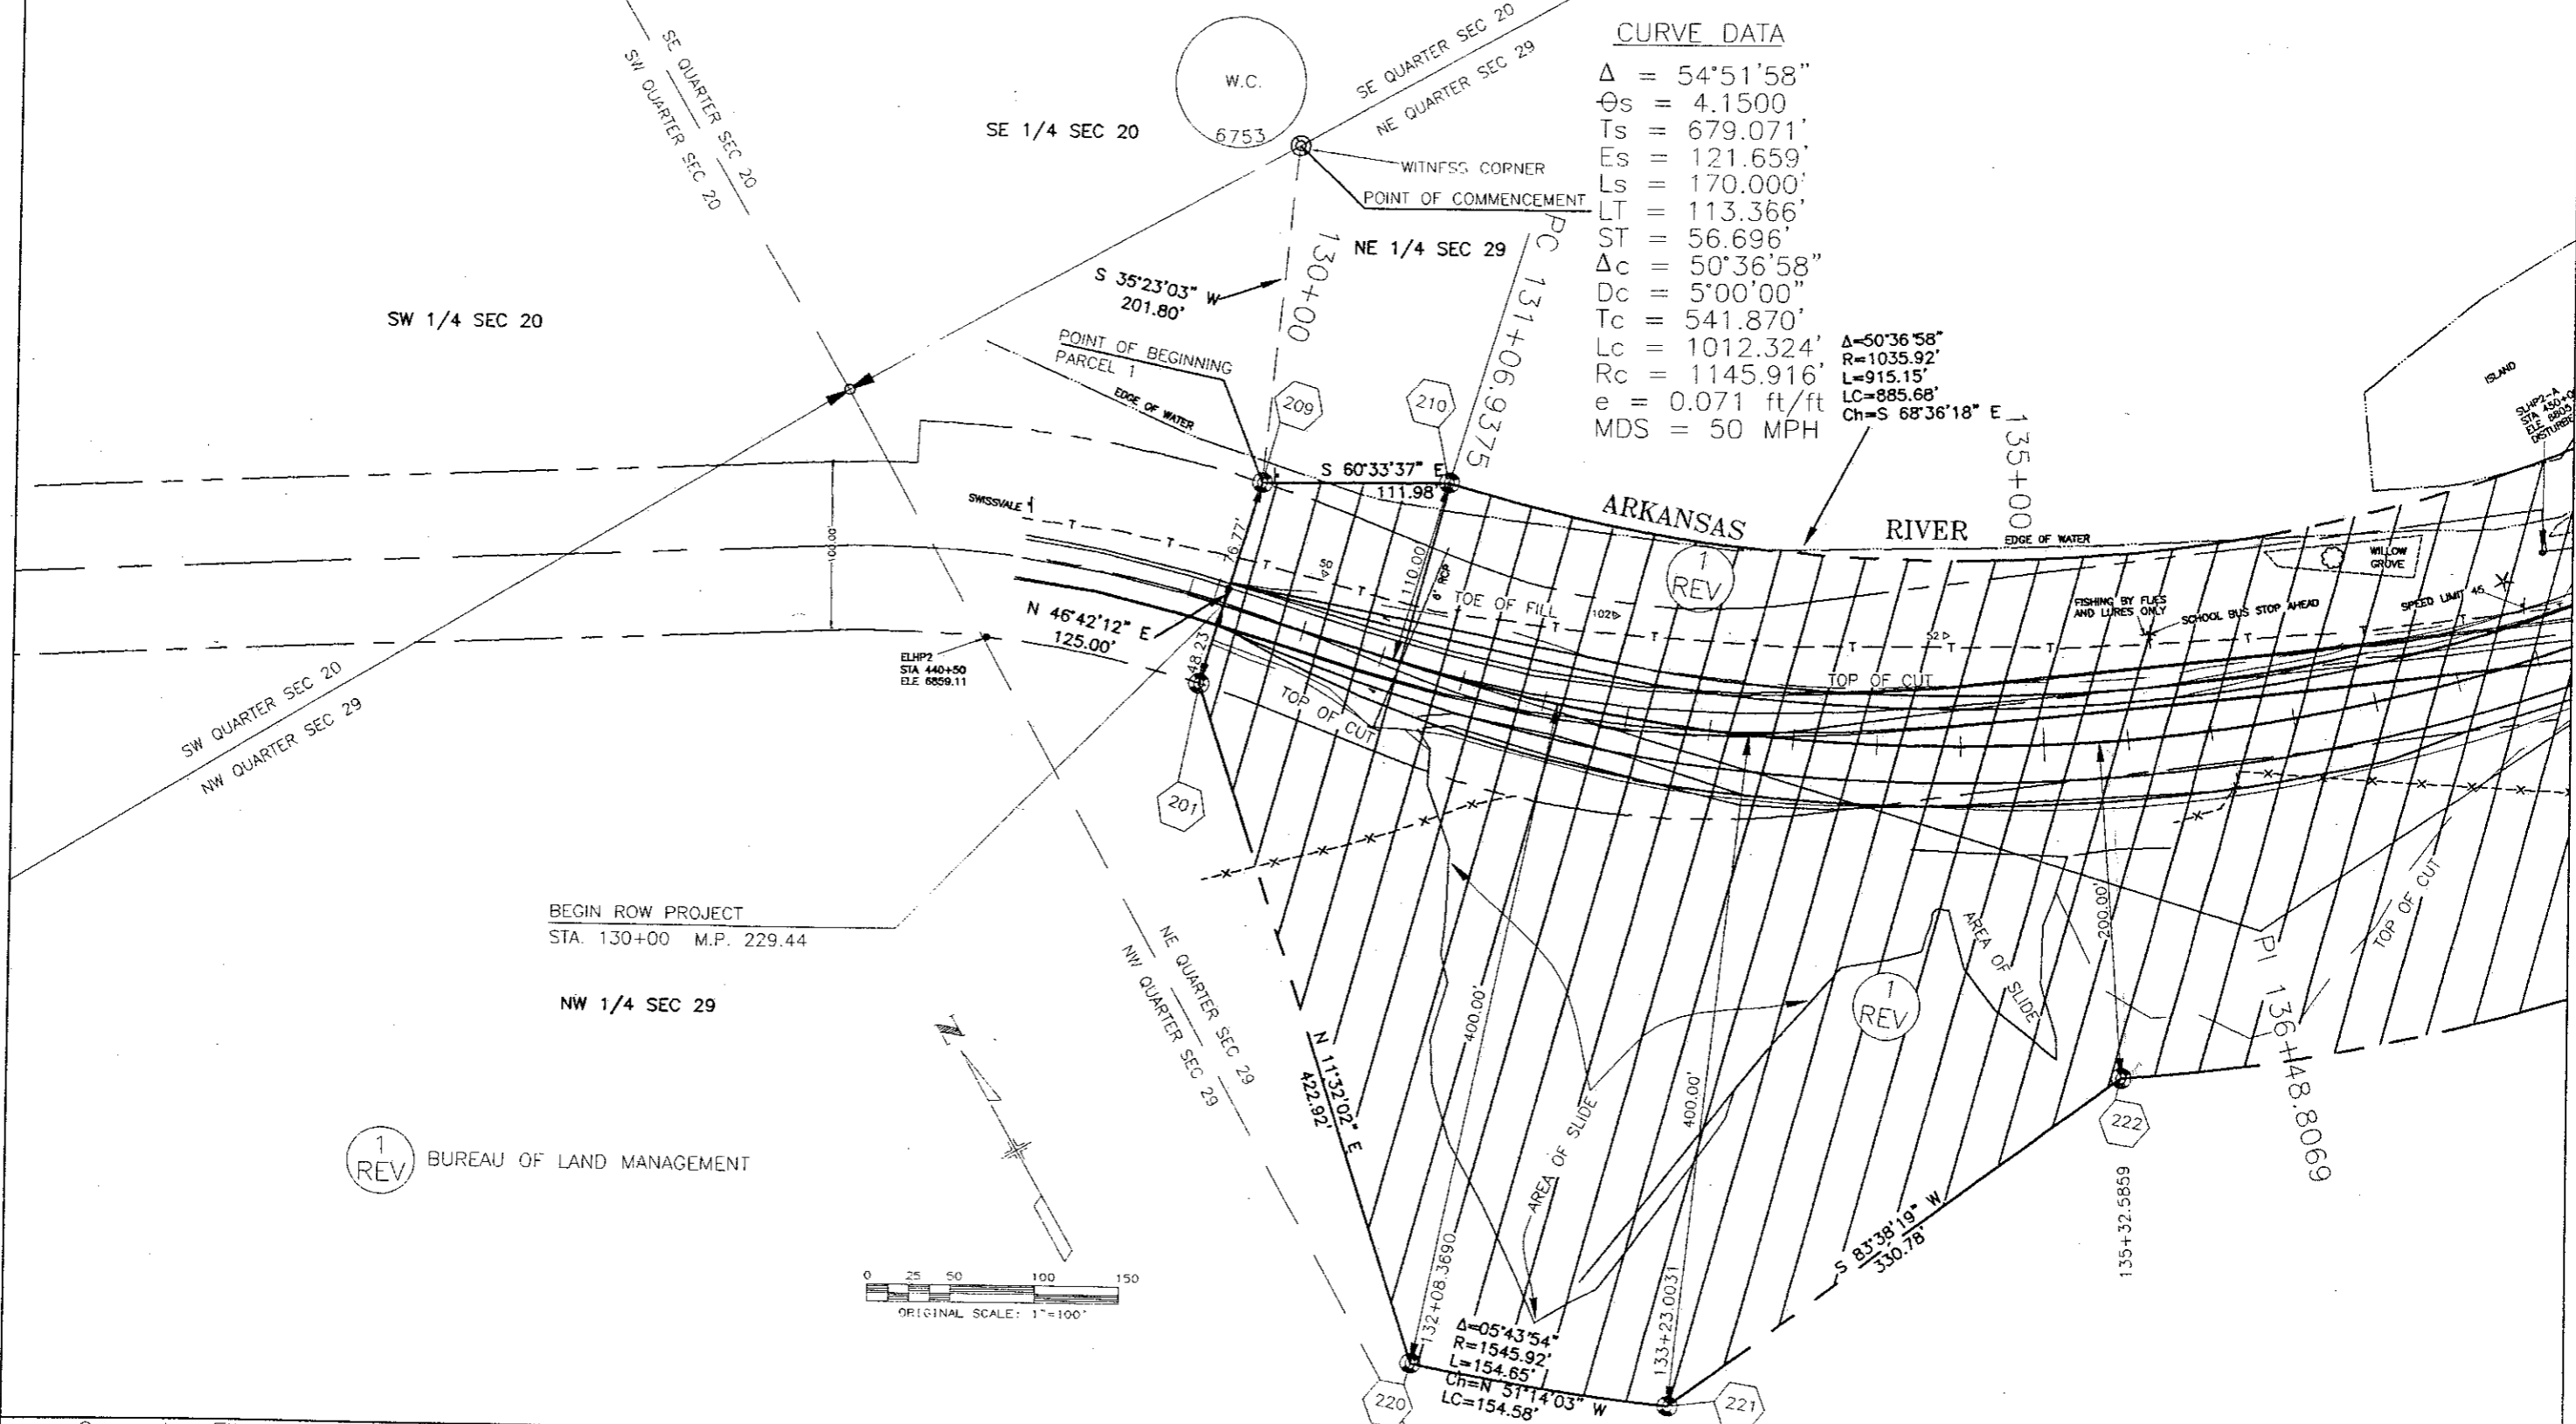 SE QUARTER SEC 20
SW QUARTER SEC 20
W.C.
6753
SE 1/4 SEC 20
SE QUARTER SEC 20
NE QUARTER SEC 29
WITNESS CORNER
POINT OF COMMENCEMENT
NE 1/4 SEC 29
CURVE DATA
Δ = 54°51'58"
Θs = 4.1500
Ts = 679.071'
Es = 121.659'
Ls = 170.000'
LT = 113.366'
ST = 56.696'
Δc = 50°36'58"
Dc = 5°00'00"
Tc = 541.870'
Lc = 1012.324'
Rc = 1145.916'
e = 0.071 ft/ft
MDS = 50 MPH
Δ=50°36'58"
R=1035.92'
L=915.15'
LC=885.68'
Ch=S 68°36'18" E
ISLAND
SLHP2-A
SW 1/4 SEC 20
S 35°23'03" W
201.80'
130+00
PC 131+06.9375
135+00
POINT OF BEGINNING
PARCEL 1
EDGE OF WATER
209
210
S 60°33'37" E
111.98'
ARKANSAS RIVER
EDGE OF WATER
WILLOW
GROVE
SWISSVALE
T T T T T T T T
100.00'
76.77'
50
110.00'
6" RCP
TOE OF FILL
102
52
1
REV
FISHING BY FLIES
AND LURES ONLY
SCHOOL BUS STOP AHEAD
SPEED LIMIT 45
N 46°42'12" E
125.00'
48.23'
ELHP2
STA 440+50
ELE 6859.11
TOP OF CUT
TOP OF CUT
SW QUARTER SEC 20
NW QUARTER SEC 29
201
BEGIN ROW PROJECT
STA. 130+00 M.P. 229.44
NW 1/4 SEC 29
NE QUARTER SEC 29
NW QUARTER SEC 29
400.00'
400.00'
200.00'
AREA OF SLIDE
1
REV
TOP OF CUT
PI 136+48.8069
N
N 11°32'02" E
422.92'
AREA OF SLIDE
222
135+32.5859
1
REV
BUREAU OF LAND MANAGEMENT
S 83°38'19" W
330.78'
0 25 50 100 150
ORIGINAL SCALE: 1"=100'
132+08.3690
133+23.0031
Δ=05°43'54"
R=1545.92'
L=154.65'
Ch=N 51°14'03" W
LC=154.58'
220
221